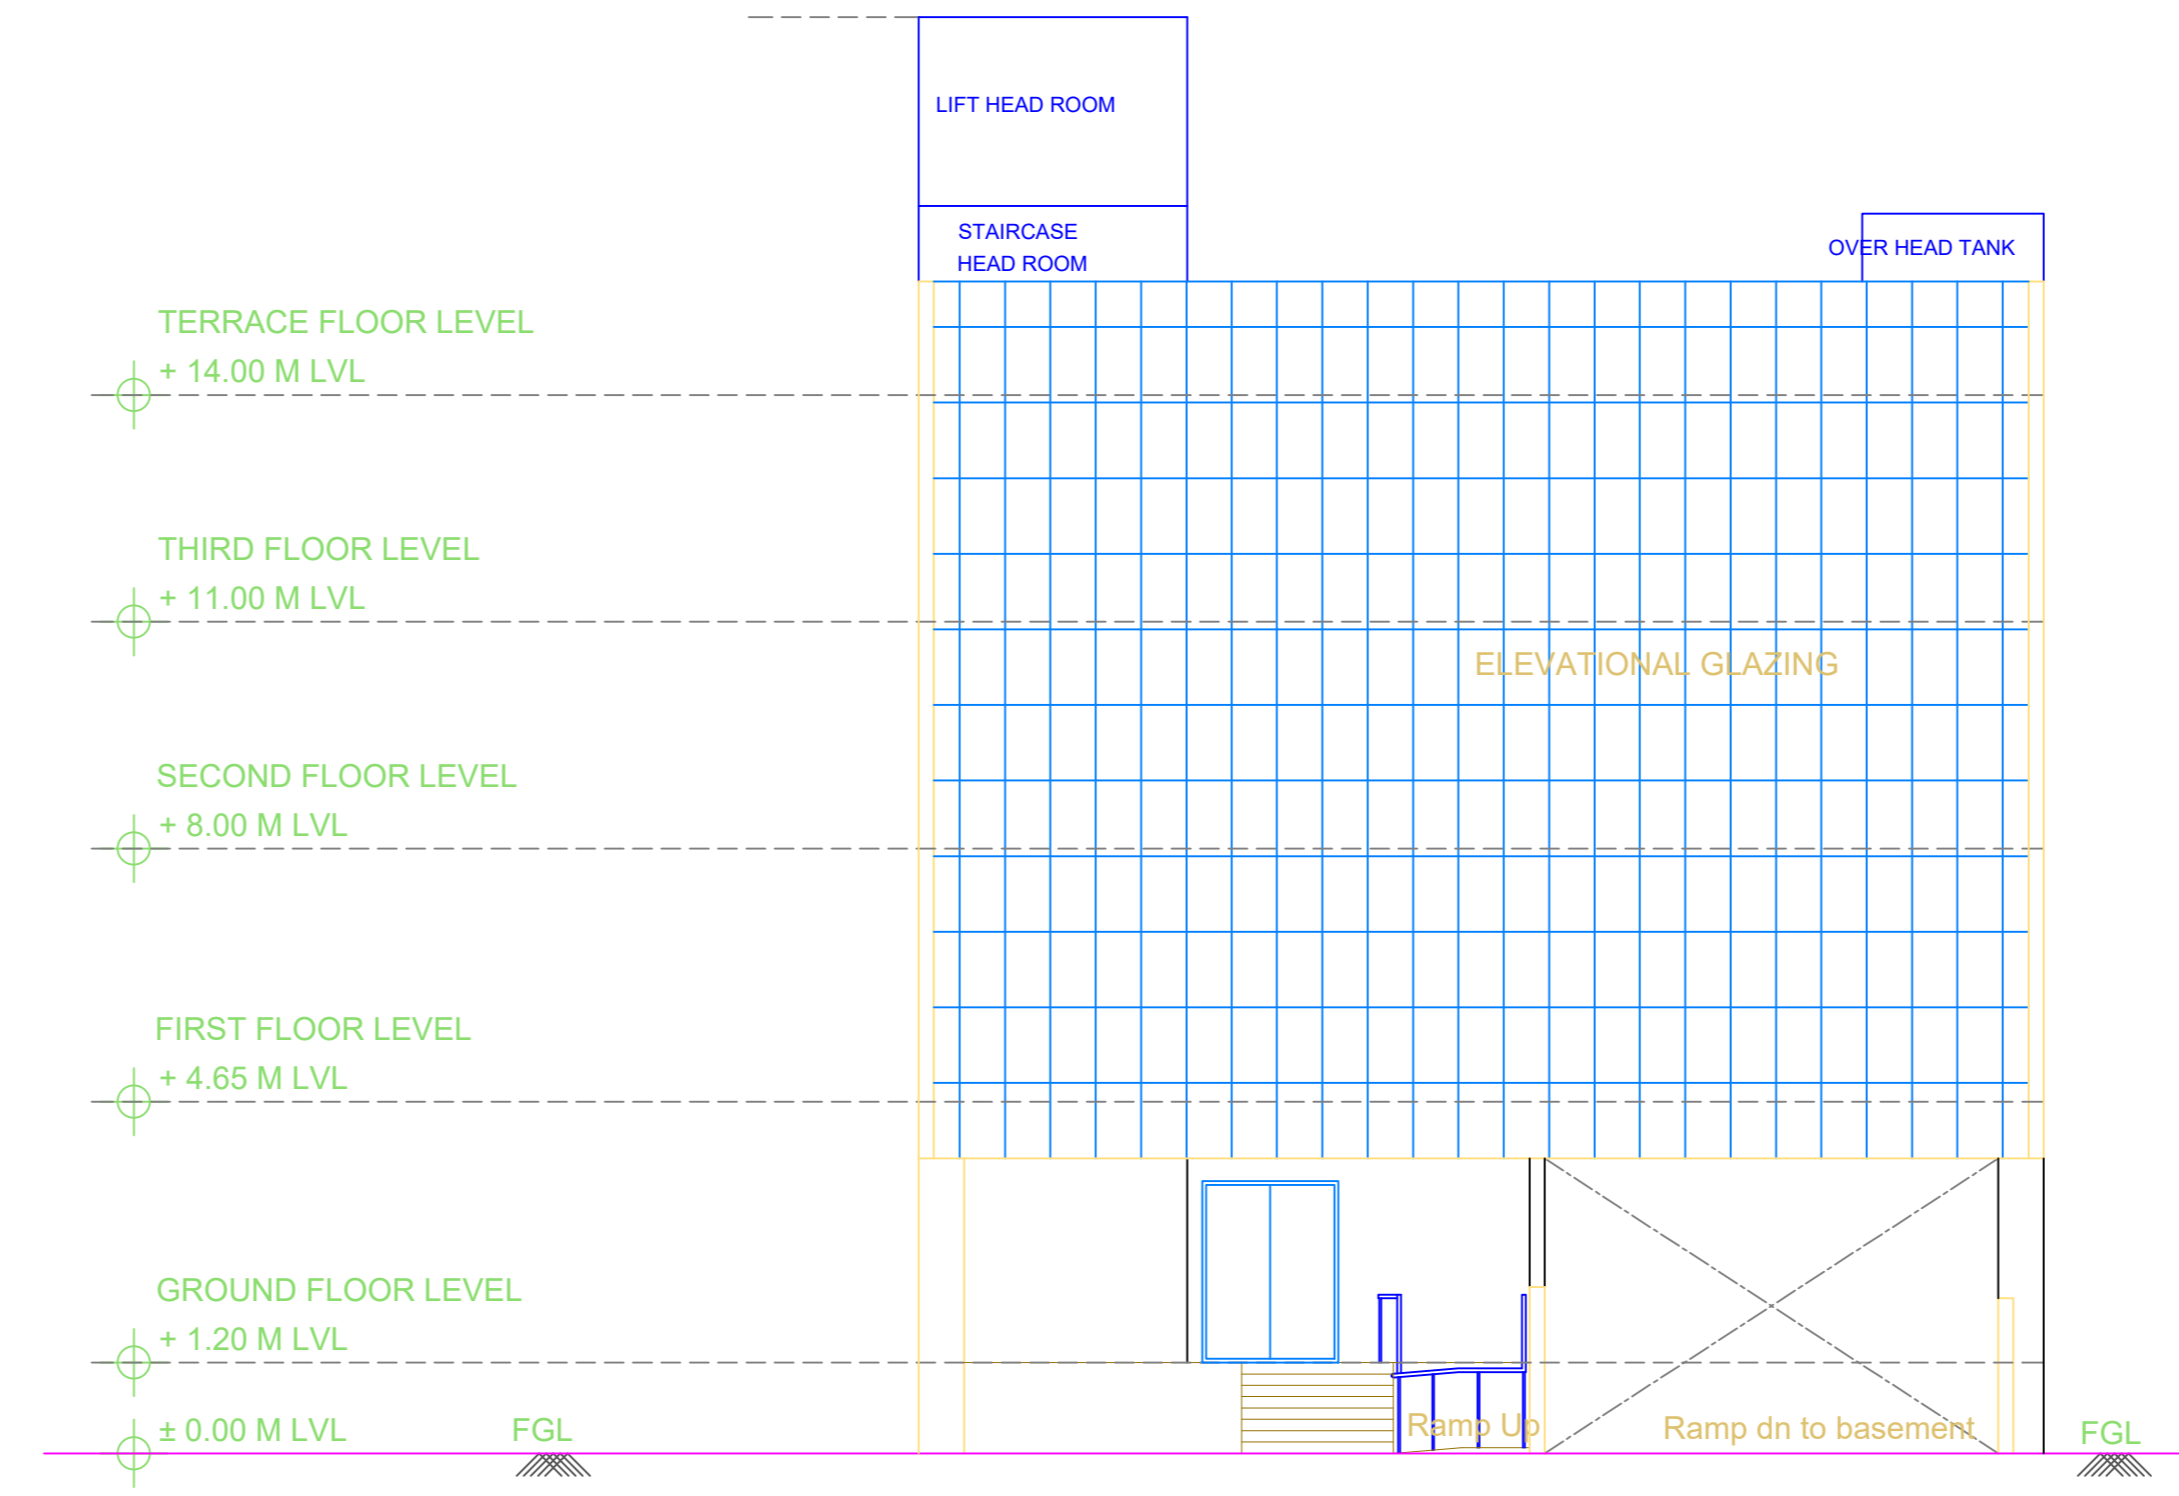 LIFT HEAD ROOM
STAIRCASE
HEAD ROOM
OVER HEAD TANK
TERRACE FLOOR LEVEL
+ 14.00 M LVL
THIRD FLOOR LEVEL
+ 11.00 M LVL
ELEVATIONAL GLAZING
SECOND FLOOR LEVEL
+ 8.00 M LVL
FIRST FLOOR LEVEL
+ 4.65 M LVL
GROUND FLOOR LEVEL
+ 1.20 M LVL
± 0.00 M LVL
FGL
Ramp Up
Ramp dn to basement
FGL